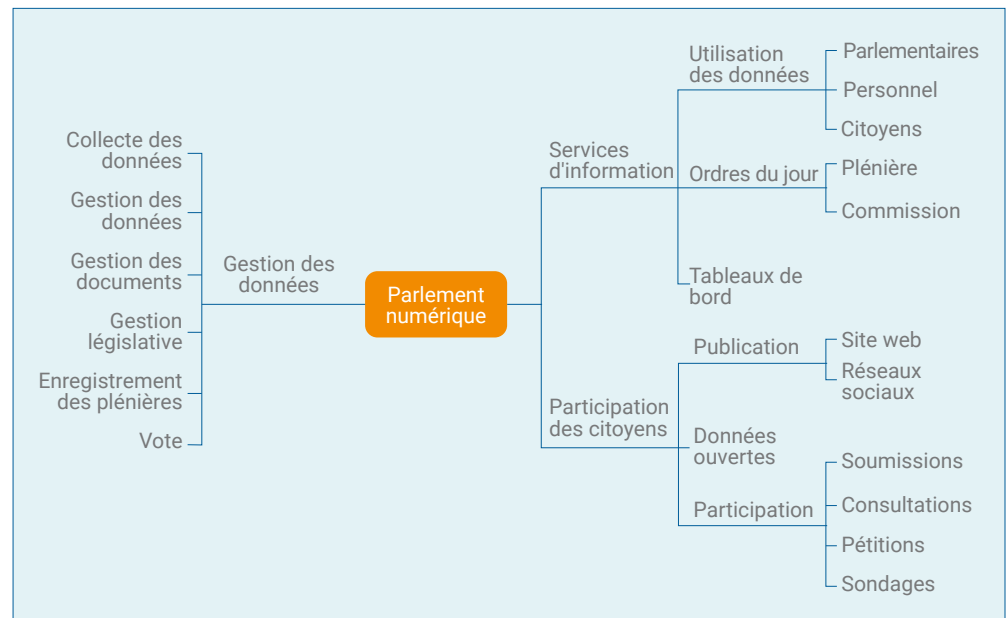 Parlement
numérique
Gestion des
données
Collecte des
données
Gestion des
données
Gestion des
documents
Gestion
législative
Enregistrement
des plénières
Vote
Services
d'information
Utilisation
des données
Parlementaires
Personnel
Citoyens
Ordres du jour
Plénière
Commission
Tableaux de
bord
Participation
des citoyens
Publication
Site web
Réseaux
sociaux
Données
ouvertes
Participation
Soumissions
Consultations
Pétitions
Sondages